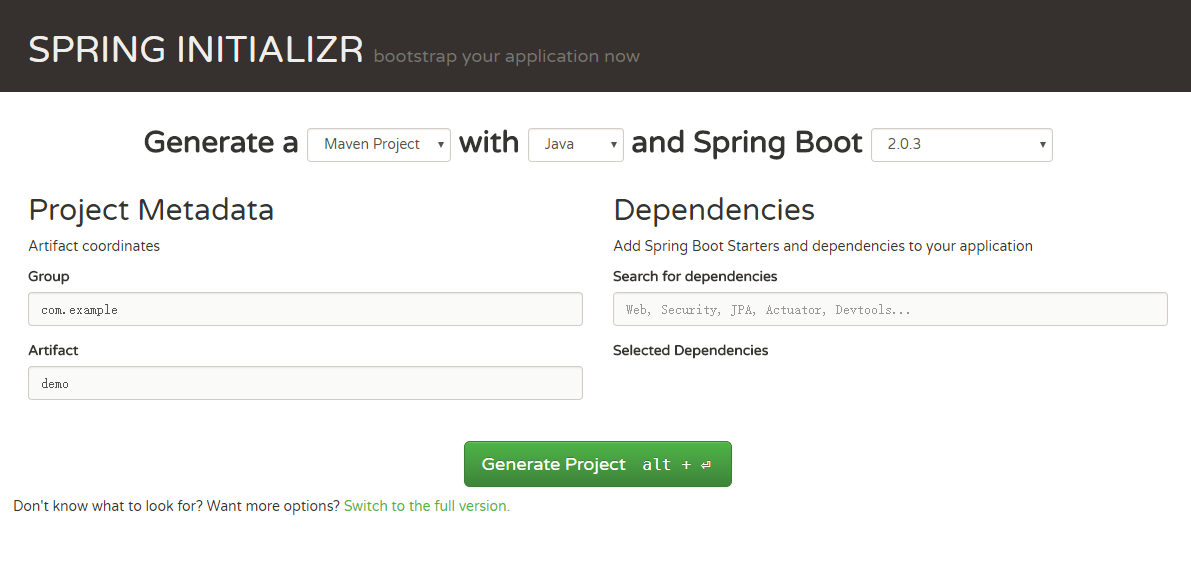 SPRING INITIALIZR bootstrap your application now
Generate a Maven Project with Java and Spring Boot 2.0.3
Project Metadata
Artifact coordinates
Group
com.example
Artifact
demo
Dependencies
Add Spring Boot Starters and dependencies to your application
Search for dependencies
Web, Security, JPA, Actuator, Devtools...
Selected Dependencies
Generate Project alt + ⏎
Don't know what to look for? Want more options? Switch to the full version.